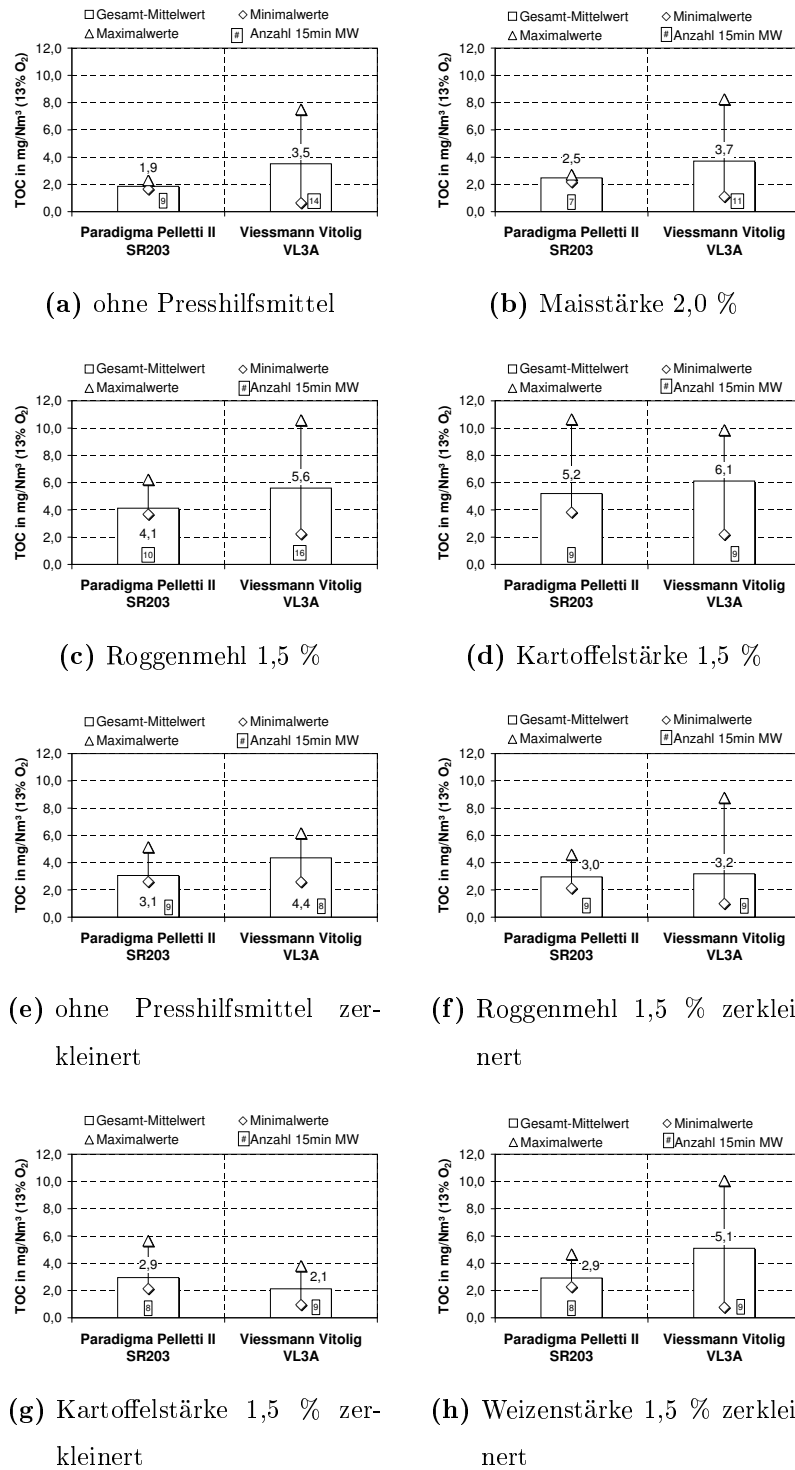 Gesamt-Mittelwert Minimalwerte
Maximalwerte # Anzahl 15min MW
TOC in mg/Nm³ (13% O₂)
12,0
10,0
8,0
6,0
4,0
2,0
0,0
1,9
9
3,5
14
Paradigma Pelletti II SR203
Viessmann Vitolig VL3A
(a) ohne Presshilfsmittel
Gesamt-Mittelwert Minimalwerte
Maximalwerte # Anzahl 15min MW
TOC in mg/Nm³ (13% O₂)
12,0
10,0
8,0
6,0
4,0
2,0
0,0
2,5
7
3,7
11
Paradigma Pelletti II SR203
Viessmann Vitolig VL3A
(b) Maisstärke 2,0 %
Gesamt-Mittelwert Minimalwerte
Maximalwerte # Anzahl 15min MW
TOC in mg/Nm³ (13% O₂)
12,0
10,0
8,0
6,0
4,0
2,0
0,0
4,1
10
5,6
16
Paradigma Pelletti II SR203
Viessmann Vitolig VL3A
(c) Roggenmehl 1,5 %
Gesamt-Mittelwert Minimalwerte
Maximalwerte # Anzahl 15min MW
TOC in mg/Nm³ (13% O₂)
12,0
10,0
8,0
6,0
4,0
2,0
0,0
5,2
9
6,1
9
Paradigma Pelletti II SR203
Viessmann Vitolig VL3A
(d) Kartoffelstärke 1,5 %
Gesamt-Mittelwert Minimalwerte
Maximalwerte # Anzahl 15min MW
TOC in mg/Nm³ (13% O₂)
12,0
10,0
8,0
6,0
4,0
2,0
0,0
3,1
9
4,4
8
Paradigma Pelletti II SR203
Viessmann Vitolig VL3A
(e) ohne Presshilfsmittel zer-
kleinert
Gesamt-Mittelwert Minimalwerte
Maximalwerte # Anzahl 15min MW
TOC in mg/Nm³ (13% O₂)
12,0
10,0
8,0
6,0
4,0
2,0
0,0
3,0
9
3,2
9
Paradigma Pelletti II SR203
Viessmann Vitolig VL3A
(f) Roggenmehl 1,5 % zerklei
nert
Gesamt-Mittelwert Minimalwerte
Maximalwerte # Anzahl 15min MW
TOC in mg/Nm³ (13% O₂)
12,0
10,0
8,0
6,0
4,0
2,0
0,0
2,9
8
2,1
9
Paradigma Pelletti II SR203
Viessmann Vitolig VL3A
(g) Kartoffelstärke 1,5 % zer-
kleinert
Gesamt-Mittelwert Minimalwerte
Maximalwerte # Anzahl 15min MW
TOC in mg/Nm³ (13% O₂)
12,0
10,0
8,0
6,0
4,0
2,0
0,0
2,9
8
5,1
9
Paradigma Pelletti II SR203
Viessmann Vitolig VL3A
(h) Weizenstärke 1,5 % zerklei
nert